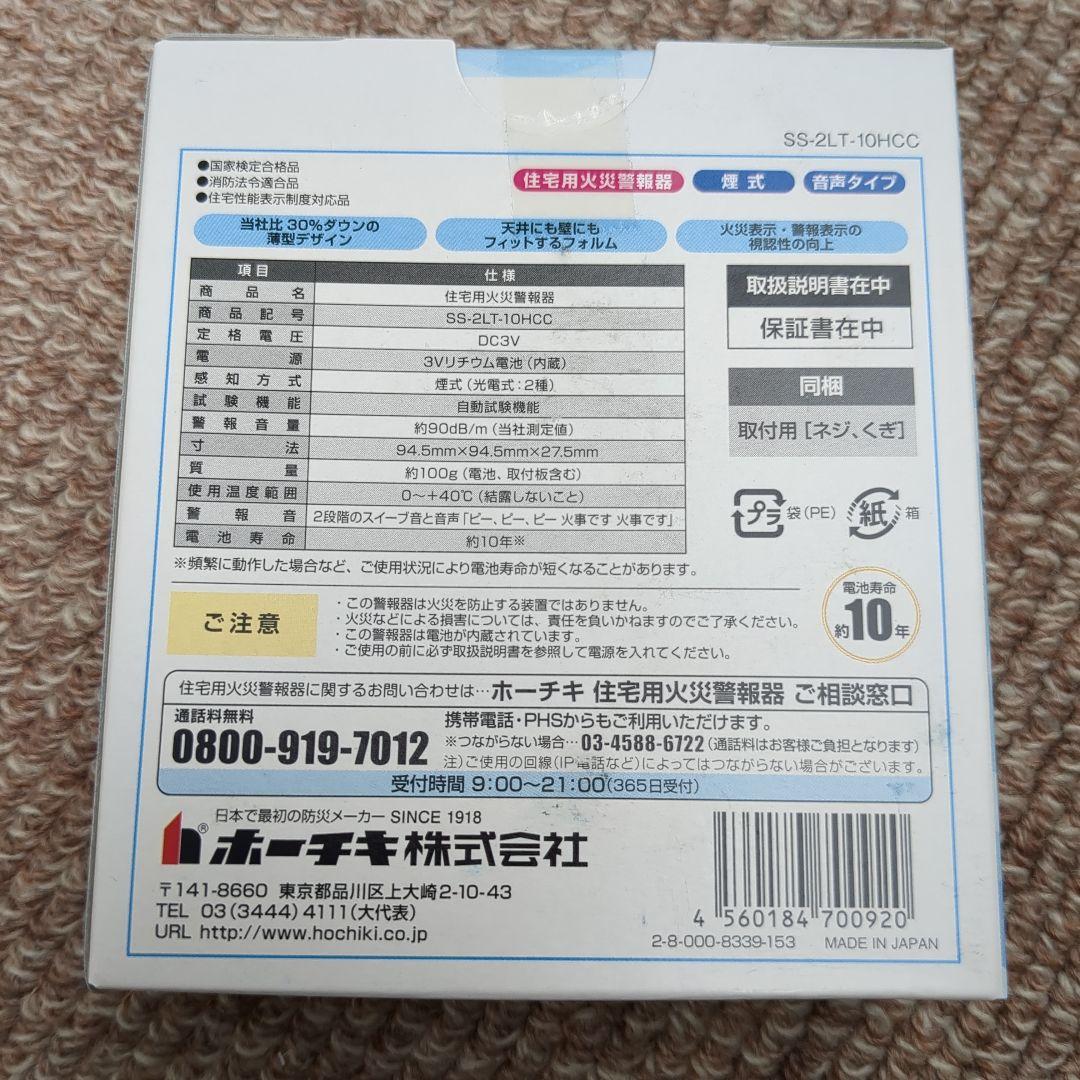 SS-2LT-10HCC
●国家検定合格品
●消防法令適合品
●住宅性能表示制度対応品
住宅用火災警報器 煙式 音声タイプ
当社比 30%ダウンの
薄型デザイン
天井にも壁にも
フィットするフォルム
火災表示・警報表示の
視認性の向上
項目 仕様
商品名 住宅用火災警報器
商品記号 SS-2LT-10HCC
定格電圧 DC3V
電源 3Vリチウム電池(内蔵)
感知方式 煙式(光電式:2種)
試験機能 自動試験機能
警報音量 約90dB/m(当社測定値)
寸法 94.5mm×94.5mm×27.5mm
質量 約100g(電池、取付板含む)
使用温度範囲 0~+40℃(結露しないこと)
警報音 2段階のスイープ音と音声「ピー、ピー、ピー 火事です 火事です」
電池寿命 約10年※
※頻繁に動作した場合など、ご使用状況により電池寿命が短くなることがあります。
取扱説明書在中
保証書在中
同梱
取付用[ネジ、くぎ]
プラ 袋(PE) 紙 箱
ご注意
・この警報器は火災を防止する装置ではありません。
・火災などによる損害については、責任を負いかねますのでご了承ください。
・この警報器は電池が内蔵されています。
・ご使用の前に必ず取扱説明書を参照して電源を入れてください。
電池寿命
約10年
住宅用火災警報器に関するお問い合わせは…ホーチキ 住宅用火災警報器 ご相談窓口
通話料無料
0800-919-7012
携帯電話・PHSからもご利用いただけます。
※つながらない場合…03-4588-6722(通話料はお客様ご負担となります)
注)ご使用の回線(IP電話など)によってはつながらない場合がございます。
受付時間 9:00~21:00(365日受付)
日本で最初の防災メーカー SINCE 1918
®ホーチキ株式会社
〒141-8660 東京都品川区上大崎2-10-43
TEL 03(3444)4111(大代表)
URL http://www.hochiki.co.jp
4 560184 700920
2-8-000-8339-153 MADE IN JAPAN